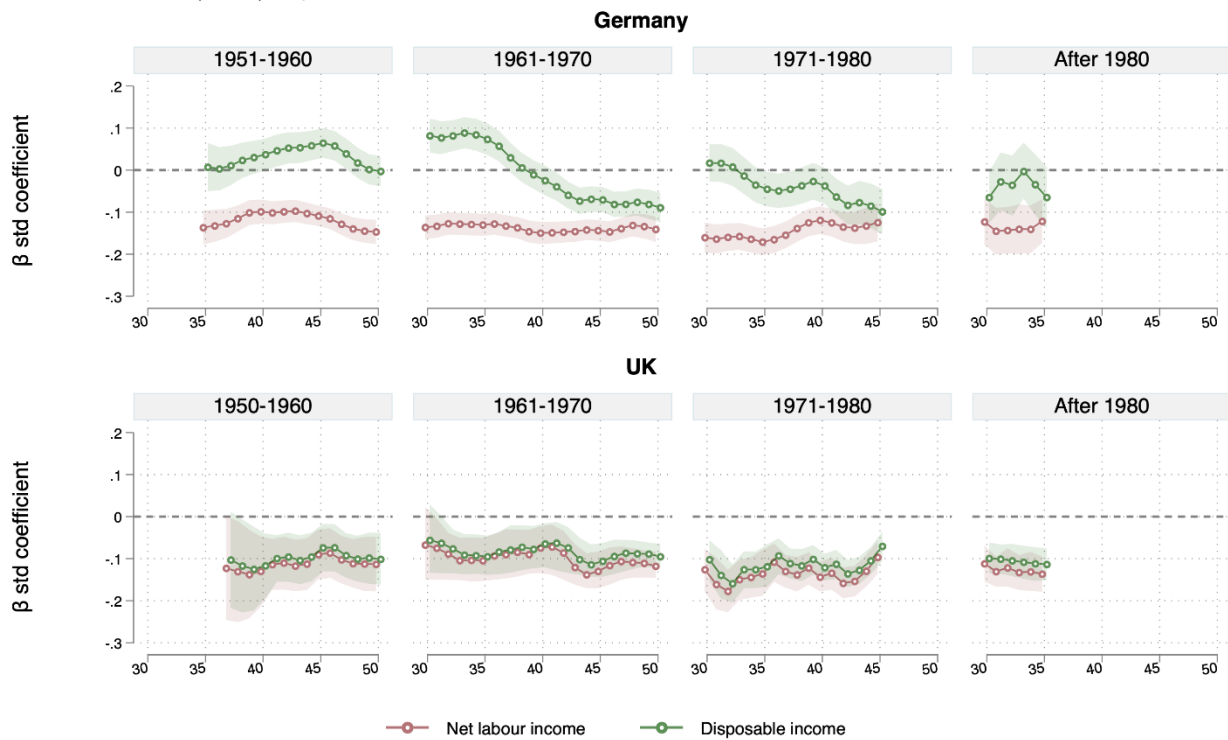 Germany
1951-1960 1961-1970 1971-1980 After 1980
β std coefficient
.2
.1
0
-.1
-.2
-.3
30 35 40 45 50 30 35 40 45 50 30 35 40 45 50 30 35 40 45 50
UK
1950-1960 1961-1970 1971-1980 After 1980
β std coefficient
.2
.1
0
-.1
-.2
-.3
30 35 40 45 50 30 35 40 45 50 30 35 40 45 50 30 35 40 45 50
Net labour income Disposable income